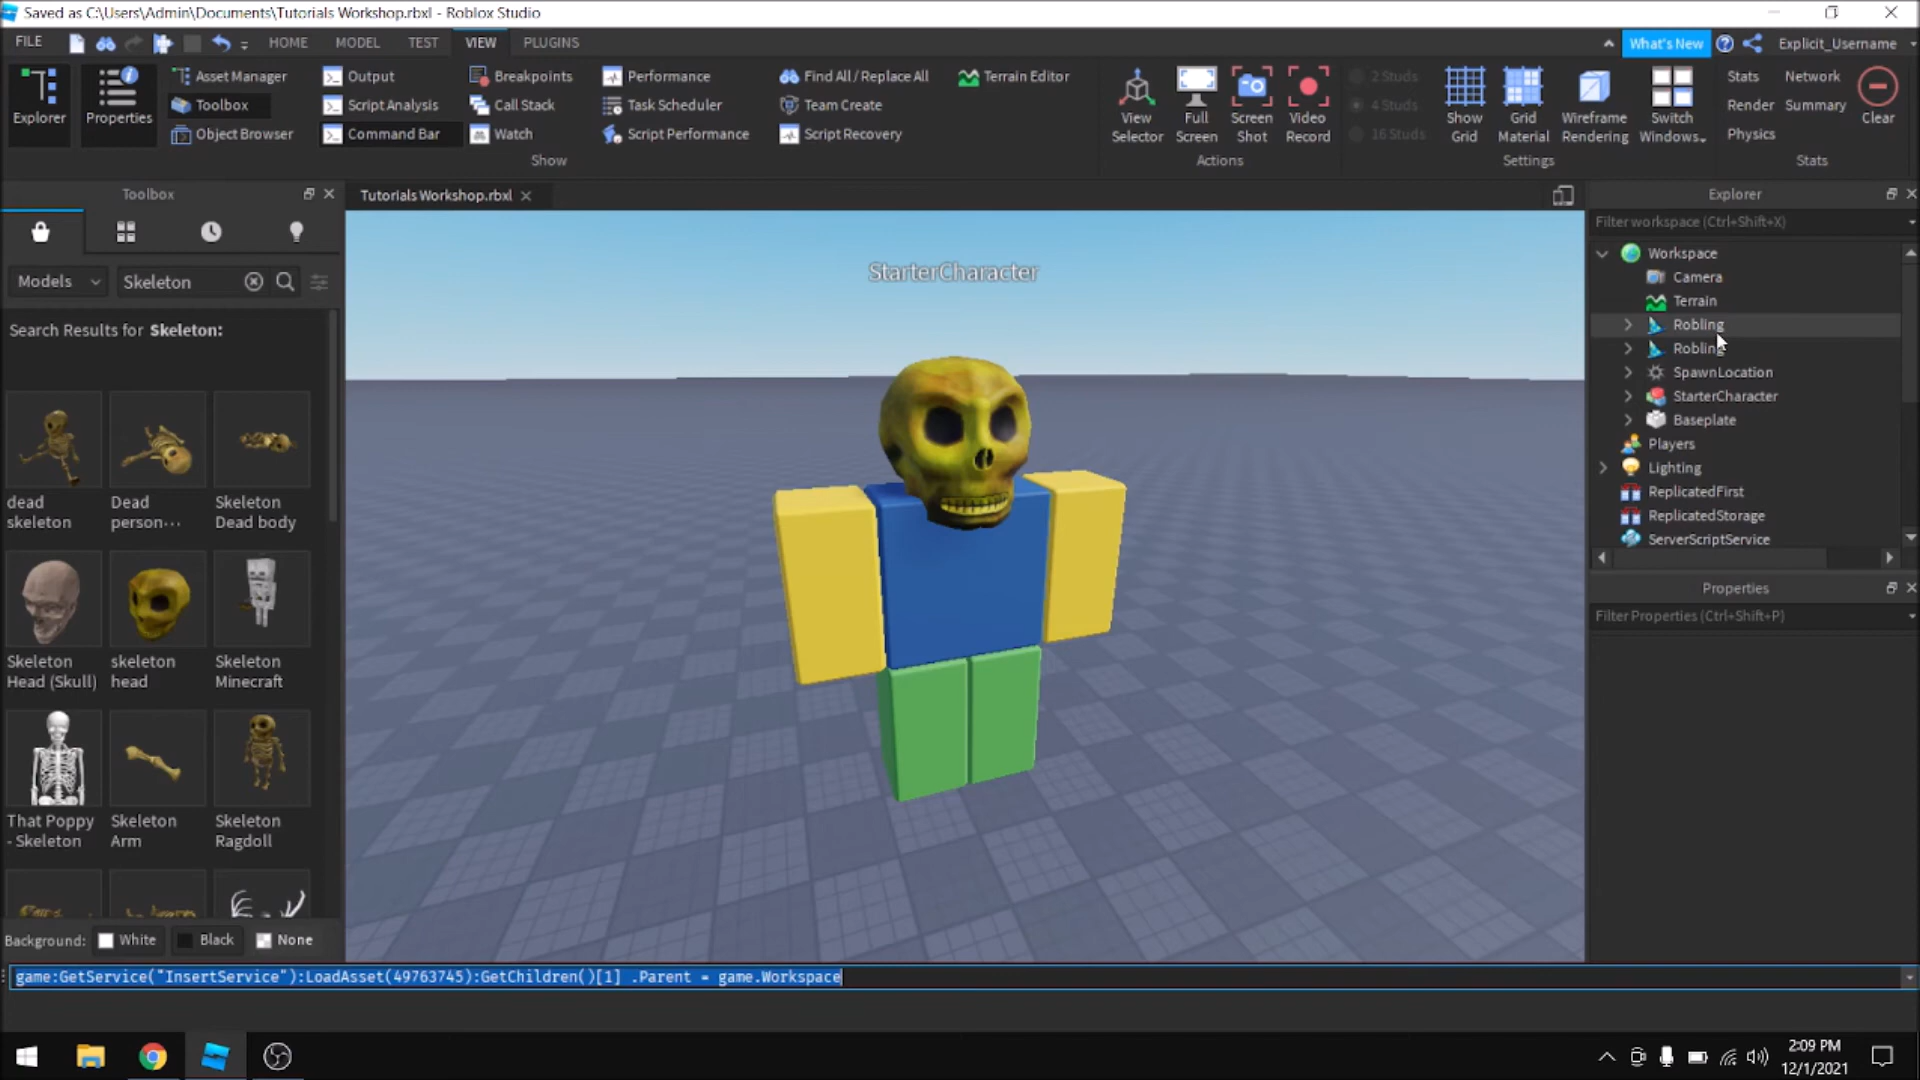 Saved as C:\Users\Admin\Documents\Tutorials Workshop.rbxl - Roblox Studio
FILE HOME MODEL TEST VIEW PLUGINS What's New Explicit_Username
Explorer
Properties
Asset Manager
Toolbox
Object Browser
Output
Script Analysis
Command Bar
Breakpoints
Call Stack
Watch
Performance
Task Scheduler
Script Performance
Find All / Replace All
Team Create
Script Recovery
Terrain Editor
Show
View
Selector
Full
Screen
Screen
Shot
Video
Record
Actions
2 Studs
4 Studs
16 Studs
Show
Grid
Grid
Material
Wireframe
Rendering
Switch
Windows
Settings
Stats
Render
Physics
Network
Summary
Clear
Stats
Toolbox
Models
Skeleton
Search Results for Skeleton:
dead
skeleton
Dead
person...
Skeleton
Dead body
Skeleton
Head (Skull)
skeleton
head
Skeleton
Minecraft
That Poppy
- Skeleton
Skeleton
Arm
Skeleton
Ragdoll
Background: White Black None
Tutorials Workshop.rbxl
StarterCharacter
Explorer
Filter workspace (Ctrl+Shift+X)
Workspace
Camera
Terrain
Robling
Robling
SpawnLocation
StarterCharacter
Baseplate
Players
Lighting
ReplicatedFirst
ReplicatedStorage
ServerScriptService
Properties
Filter Properties (Ctrl+Shift+P)
game:GetService("InsertService"):LoadAsset(49763745):GetChildren()[1] .Parent = game.Workspace
2:09 PM
12/1/2021